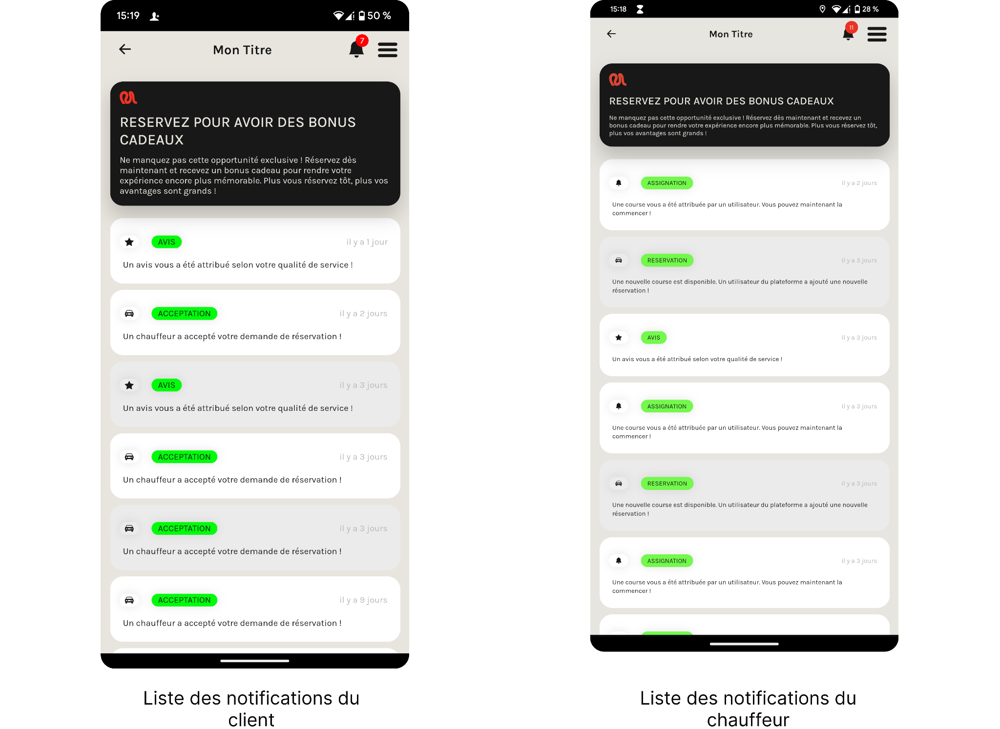 15:19
50 %
Mon Titre
7
RESERVEZ POUR AVOIR DES BONUS
CADEAUX
Ne manquez pas cette opportunité exclusive ! Réservez dès
maintenant et recevez un bonus cadeau pour rendre votre
expérience encore plus mémorable. Plus vous réservez tôt, plus vos
avantages sont grands !
AVIS
il y a 1 jour
Un avis vous a été attribué selon votre qualité de service !
ACCEPTATION
il y a 2 jours
Un chauffeur a accepté votre demande de réservation !
AVIS
il y a 3 jours
Un avis vous a été attribué selon votre qualité de service !
ACCEPTATION
il y a 3 jours
Un chauffeur a accepté votre demande de réservation !
ACCEPTATION
il y a 3 jours
Un chauffeur a accepté votre demande de réservation !
ACCEPTATION
il y a 9 jours
Un chauffeur a accepté votre demande de réservation !
Liste des notifications du
client
15:18
28 %
Mon Titre
11
RESERVEZ POUR AVOIR DES BONUS CADEAUX
Ne manquez pas cette opportunité exclusive ! Réservez dès maintenant et recevez un
bonus cadeau pour rendre votre expérience encore plus mémorable. Plus vous réservez tôt,
plus vos avantages sont grands !
ASSIGNATION
il y a 2 jours
Une course vous a été attribuée par un utilisateur. Vous pouvez maintenant la
commencer !
RESERVATION
il y a 3 jours
Une nouvelle course est disponible. Un utilisateur du plateforme a ajouté une nouvelle
réservation !
AVIS
il y a 3 jours
Un avis vous a été attribué selon votre qualité de service !
ASSIGNATION
il y a 3 jours
Une course vous a été attribuée par un utilisateur. Vous pouvez maintenant la
commencer !
RESERVATION
il y a 3 jours
Une nouvelle course est disponible. Un utilisateur du plateforme a ajouté une nouvelle
réservation !
ASSIGNATION
il y a 3 jours
Une course vous a été attribuée par un utilisateur. Vous pouvez maintenant la
commencer !
Liste des notifications du
chauffeur